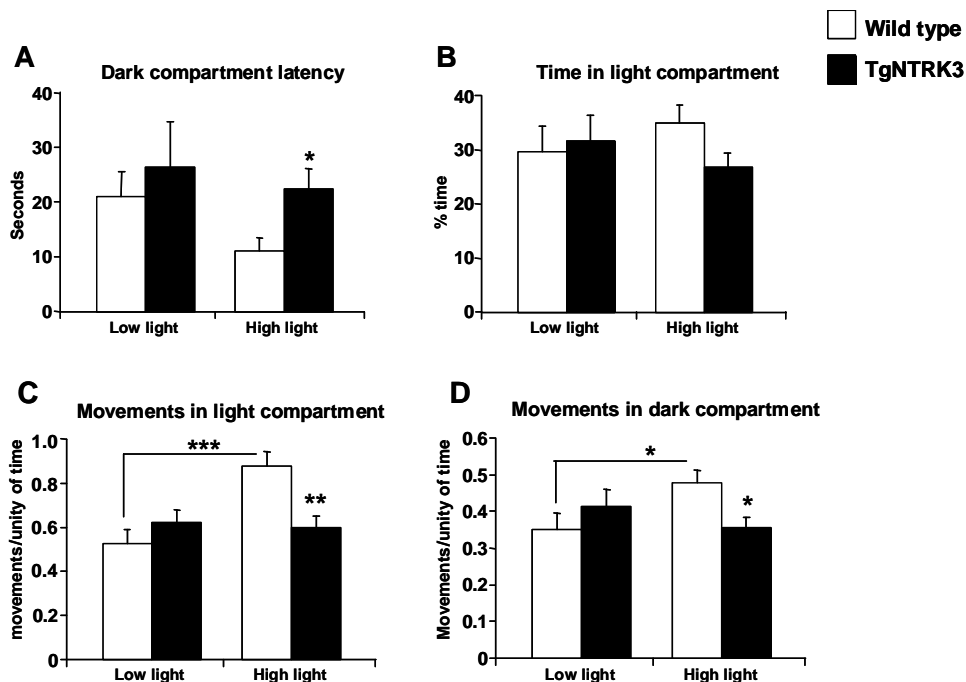 Wild type
TgNTRK3
A
Dark compartment latency
40
30
20
10
0
Seconds
*
Low light
High light
B
Time in light compartment
40
30
20
10
0
% time
Low light
High light
C
Movements in light compartment
1.0
0.8
0.6
0.4
0.2
0
movements/unity of time
***
**
Low light
High light
D
Movements in dark compartment
0.6
0.5
0.4
0.3
0.2
0.1
0
Movements/unity of time
*
*
Low light
High light